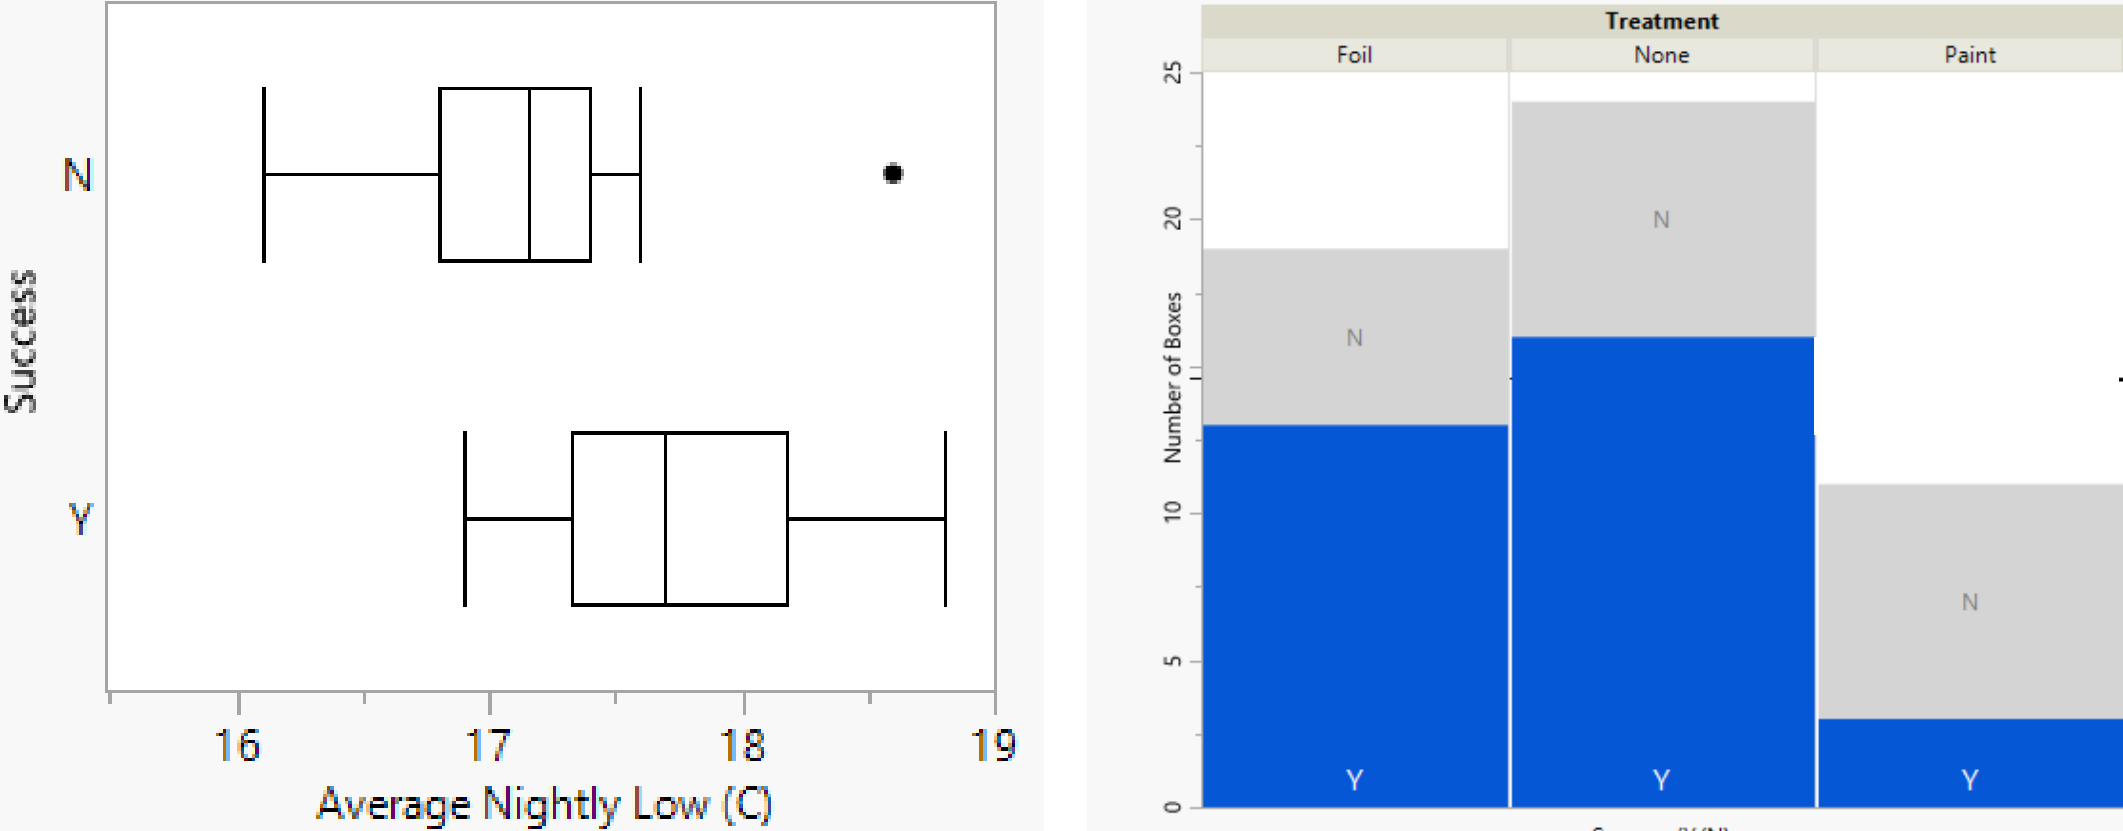 N
Y
Success
16 17 18 19
Average Nightly Low (C)
Treatment
Foil None Paint
25
20
10
5
0
Number of Boxes
N
N
N
Y Y Y